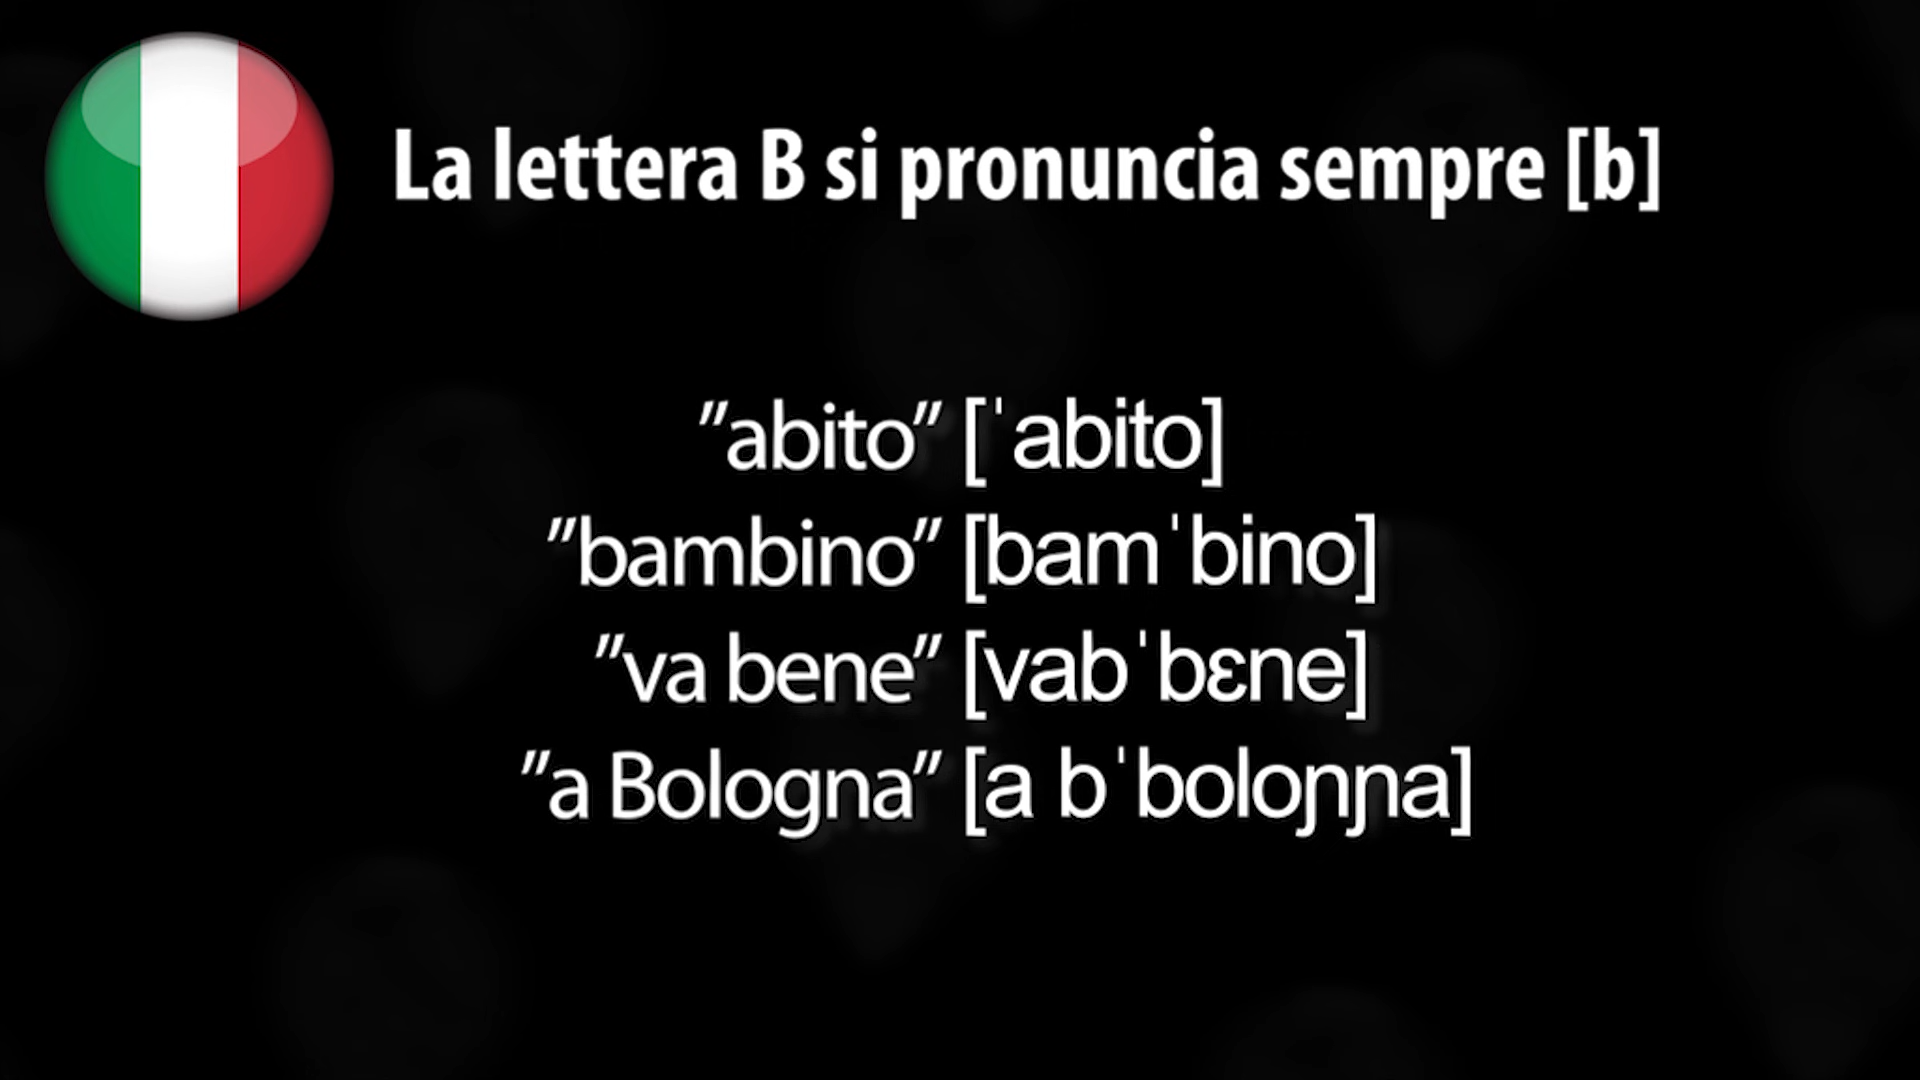 La lettera B si pronuncia sempre [b]
”abito” [ˈabito]
”bambino” [bamˈbino]
”va bene” [vabˈbɛne]
”a Bologna” [a bˈboloɲɲa]